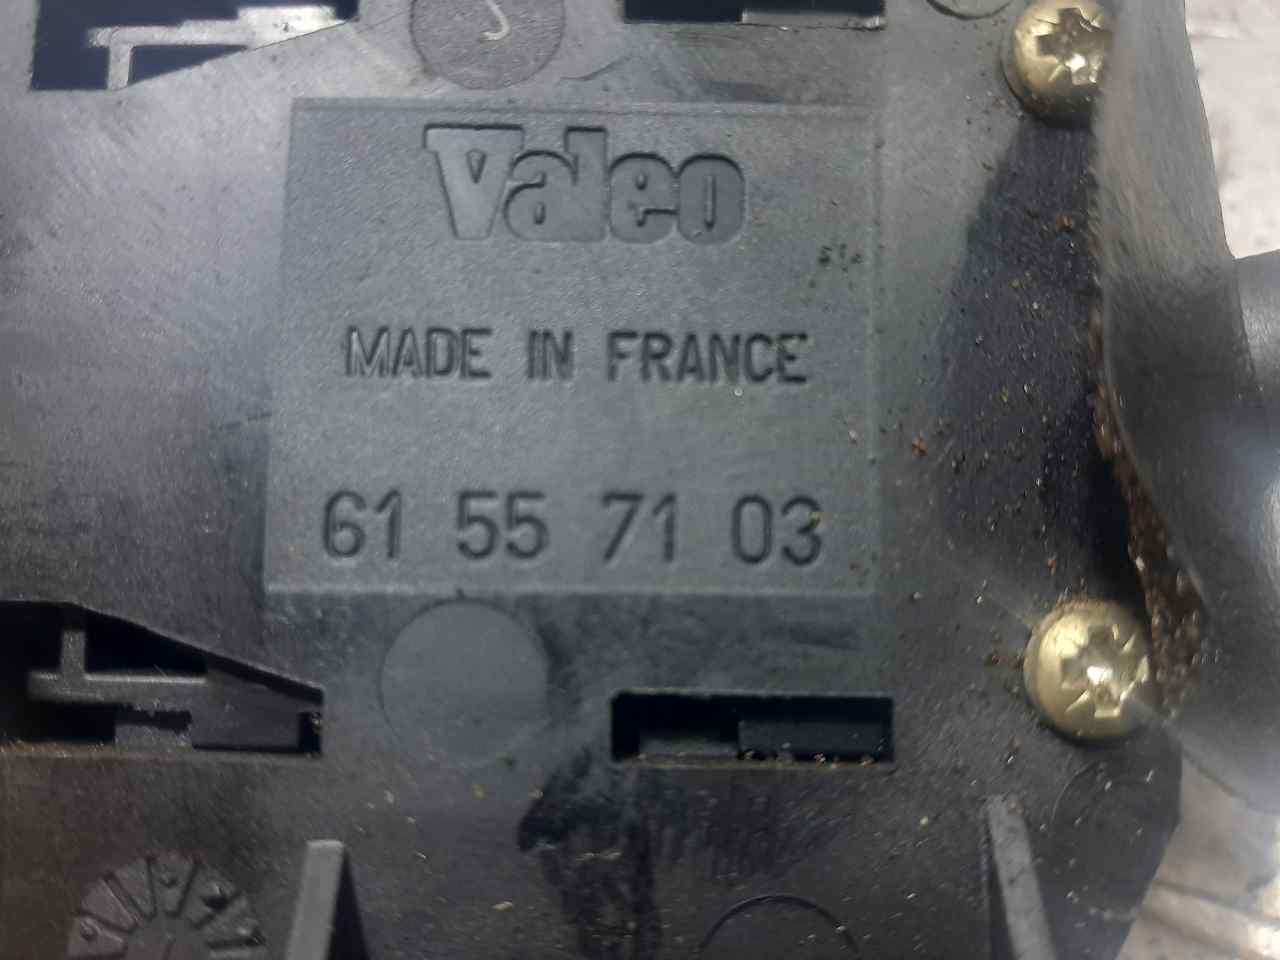 Valeo
MADE IN FRANCE
61 55 71 03